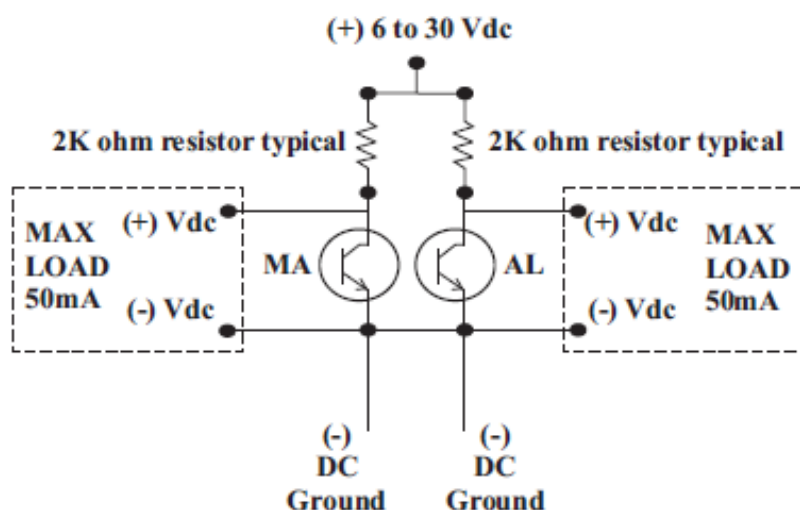 (+) 6 to 30 Vdc
2K ohm resistor typical
2K ohm resistor typical
MAX
LOAD
50mA
(+) Vdc
(-) Vdc
MA
AL
(+) Vdc
(-) Vdc
MAX
LOAD
50mA
(-)
DC
Ground
(-)
DC
Ground